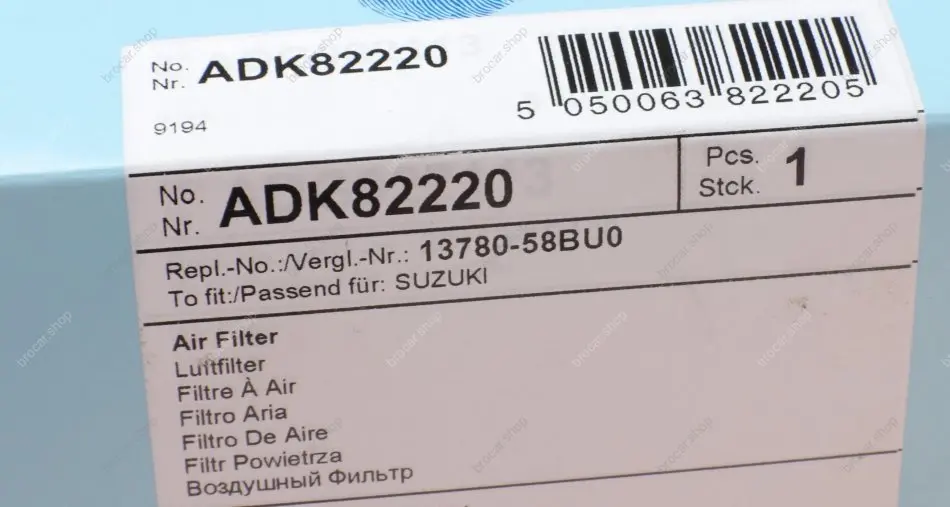 No.
Nr. ADK82220
9194
5 050063 822205
No.
Nr. ADK82220
Pcs.
Stck. 1
Repl.-No.:/Vergl.-Nr.: 13780-58BU0
To fit:/Passend für: SUZUKI
Air Filter
Luftfilter
Filtre À Air
Filtro Aria
Filtro De Aire
Filtr Powietrza
Воздушный Фильтр
brocar.shop